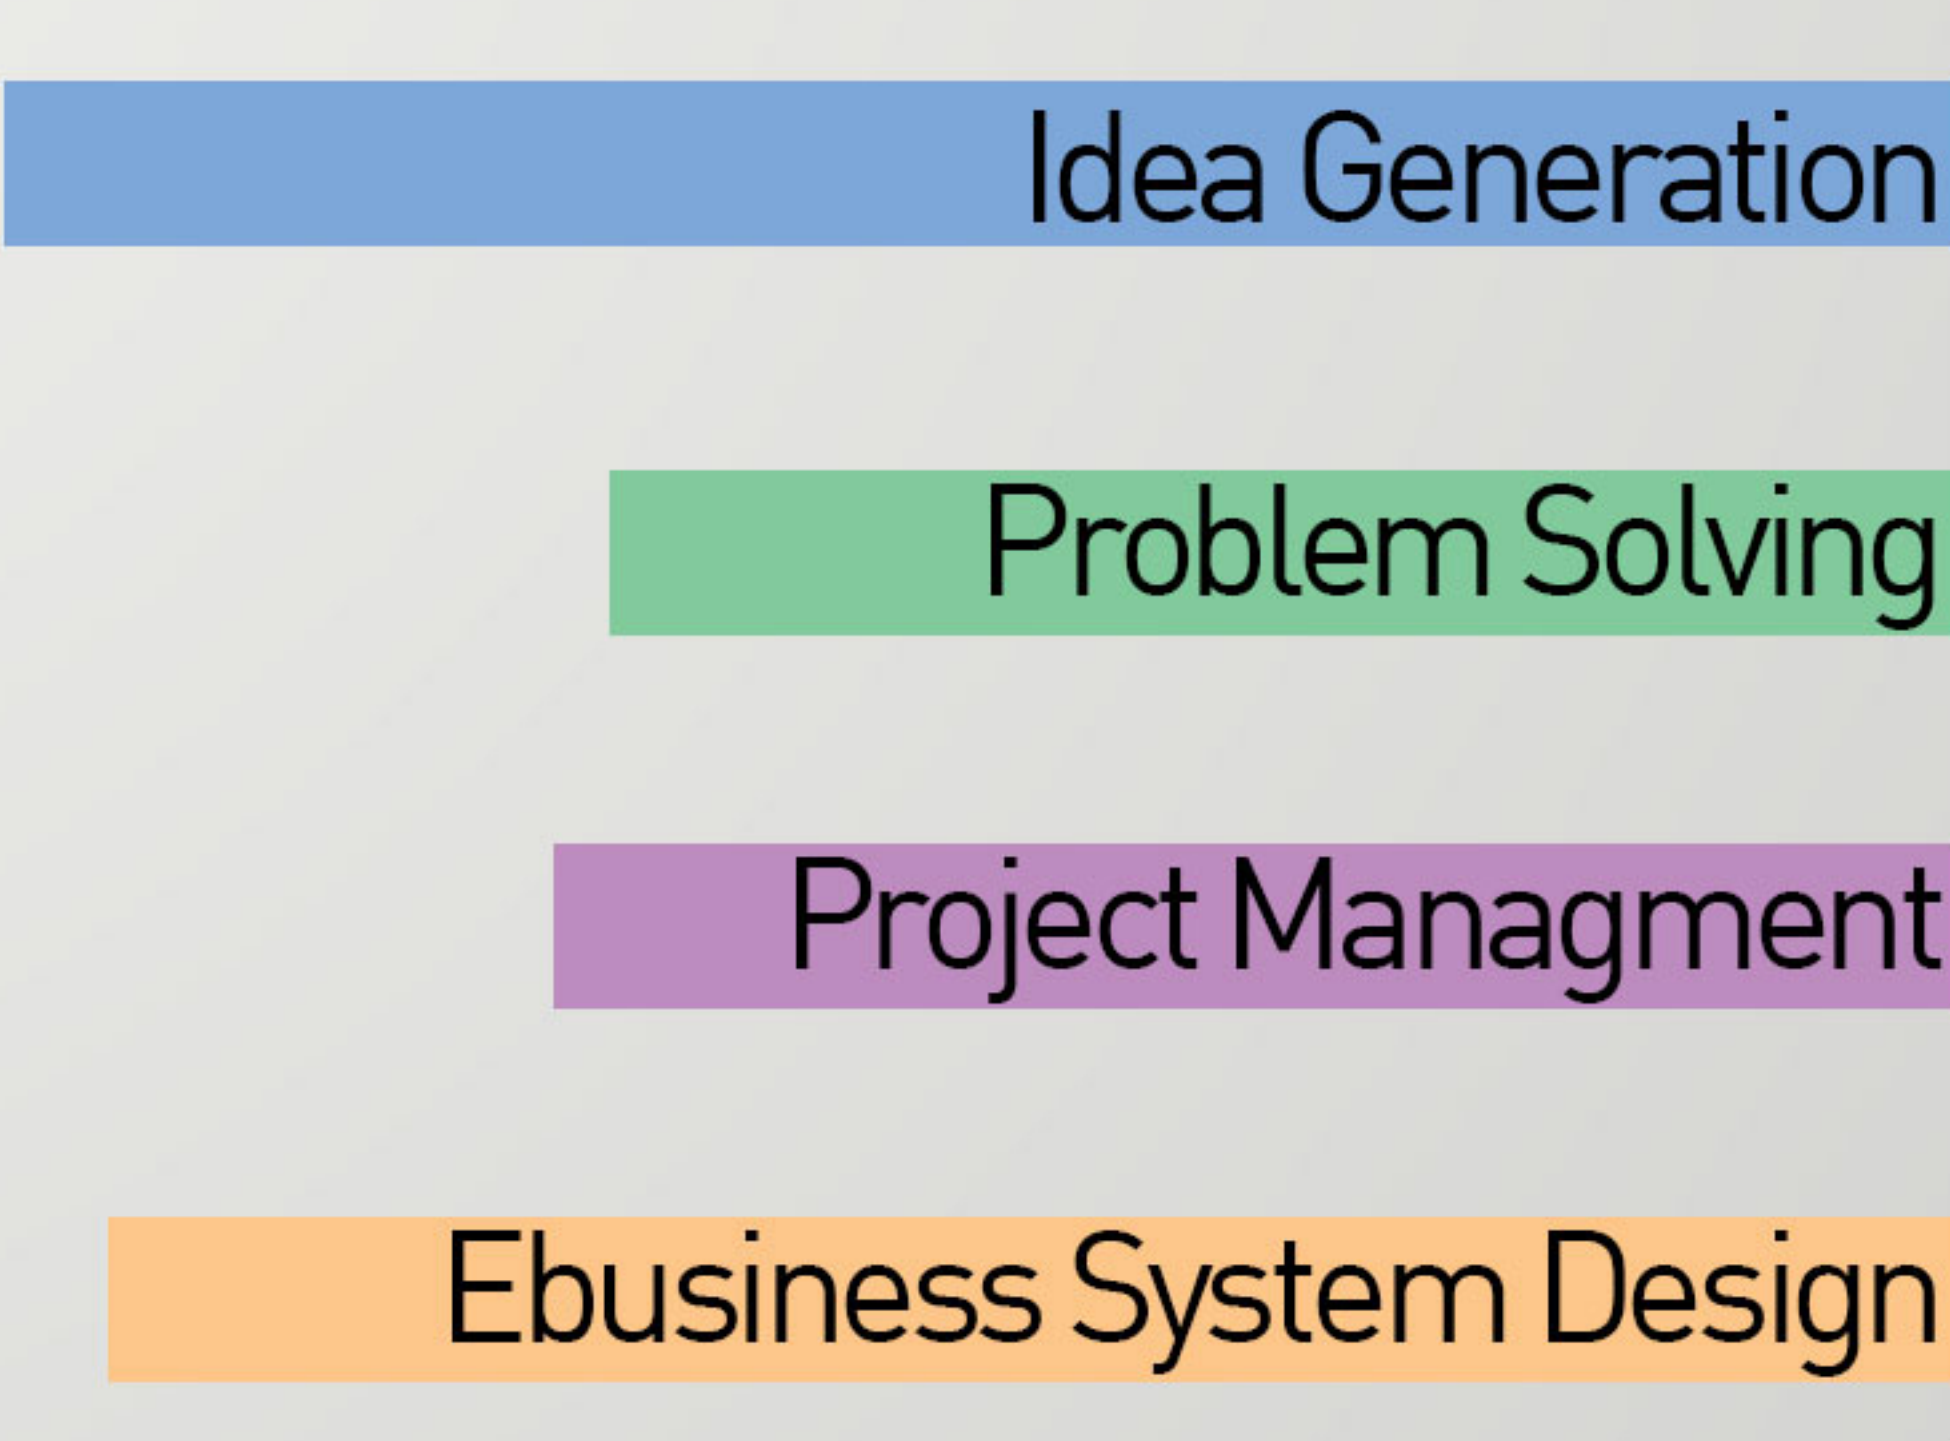 Idea Generation
Problem Solving
Project Managment
Ebusiness System Design